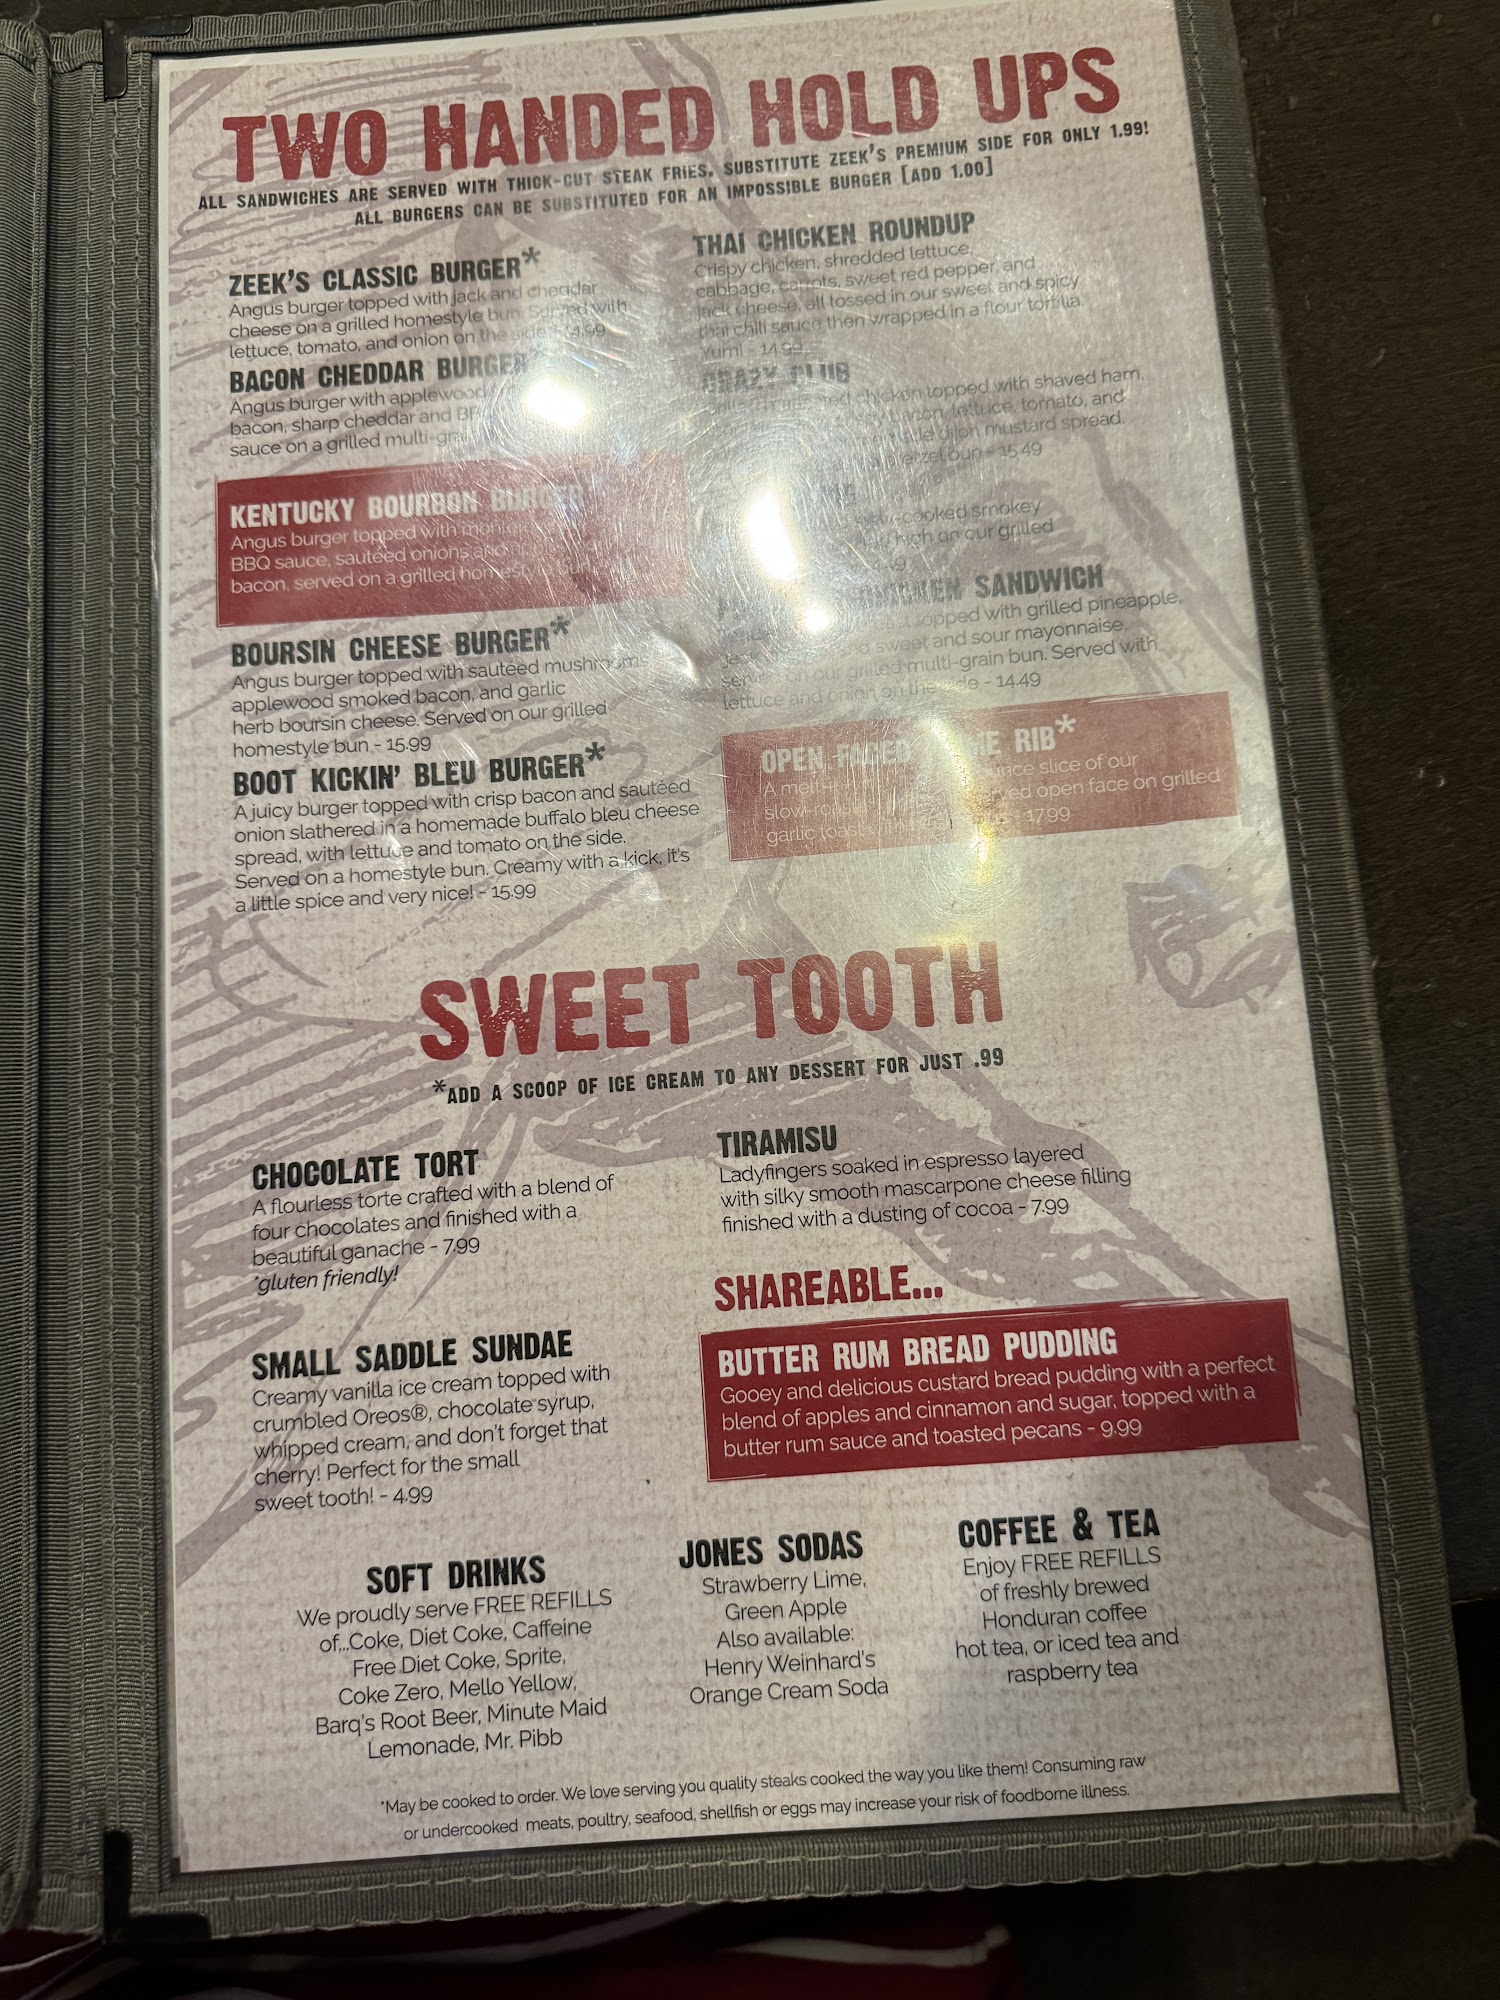 TWO HANDED HOLD UPS
ALL SANDWICHES ARE SERVED WITH THICK-CUT STEAK FRIES. SUBSTITUTE ZEEK'S PREMIUM SIDE FOR ONLY 1.99!
ALL BURGERS CAN BE SUBSTITUTED FOR AN IMPOSSIBLE BURGER [ADD 1.00]
ZEEK'S CLASSIC BURGER*
Angus burger topped with jack and cheddar
cheese on a grilled homestyle bun. Served with
lettuce, tomato, and onion on the side - 14.99
BACON CHEDDAR BURGER*
Angus burger with applewood
bacon, sharp cheddar and
sauce on a grilled multi-grain
KENTUCKY BOURBON BURGER
Angus burger topped with
BBQ sauce, sautéed onions and
bacon, served on a grilled homestyle bun
BOURSIN CHEESE BURGER*
Angus burger topped with sautéed mushrooms
applewood smoked bacon, and garlic
herb boursin cheese. Served on our grilled
homestyle bun - 15.99
BOOT KICKIN' BLEU BURGER*
A juicy burger topped with crisp bacon and sautéed
onion slathered in a homemade buffalo bleu cheese
spread, with lettuce and tomato on the side.
Served on a homestyle bun. Creamy with a kick, it's
a little spice and very nice! - 15.99
THAI CHICKEN ROUNDUP
Crispy chicken, shredded lettuce,
cabbage, carrots, sweet red pepper, and
jack cheese, all tossed in our sweet and spicy
thai chili sauce then wrapped in a flour tortilla.
Yum! - 14.99
CRAZY CLUB
chicken topped with shaved ham,
bacon, lettuce, tomato, and
dijon mustard spread.
pretzel bun - 15.49
-cooked smokey
high on our grilled
CHICKEN SANDWICH
topped with grilled pineapple,
sweet and sour mayonnaise.
Served on our grilled multi-grain bun. Served with
lettuce and onion on the side - 14.49
OPEN FACED PRIME RIB*
slice of our
served open face on grilled
garlic toast - 17.99
SWEET TOOTH
*ADD A SCOOP OF ICE CREAM TO ANY DESSERT FOR JUST .99
CHOCOLATE TORT
A flourless torte crafted with a blend of
four chocolates and finished with a
beautiful ganache - 7.99
*gluten friendly!
SMALL SADDLE SUNDAE
Creamy vanilla ice cream topped with
crumbled Oreos®, chocolate syrup,
whipped cream, and don't forget that
cherry! Perfect for the small
sweet tooth! - 4.99
TIRAMISU
Ladyfingers soaked in espresso layered
with silky smooth mascarpone cheese filling
finished with a dusting of cocoa - 7.99
SHAREABLE...
BUTTER RUM BREAD PUDDING
Gooey and delicious custard bread pudding with a perfect
blend of apples and cinnamon and sugar, topped with a
butter rum sauce and toasted pecans - 9.99
SOFT DRINKS
We proudly serve FREE REFILLS
of...Coke, Diet Coke, Caffeine
Free Diet Coke, Sprite,
Coke Zero, Mello Yellow,
Barq's Root Beer, Minute Maid
Lemonade, Mr. Pibb
JONES SODAS
Strawberry Lime,
Green Apple
Also available:
Henry Weinhard's
Orange Cream Soda
COFFEE & TEA
Enjoy FREE REFILLS
of freshly brewed
Honduran coffee
hot tea, or iced tea and
raspberry tea
*May be cooked to order. We love serving you quality steaks cooked the way you like them! Consuming raw
or undercooked meats, poultry, seafood, shellfish or eggs may increase your risk of foodborne illness.